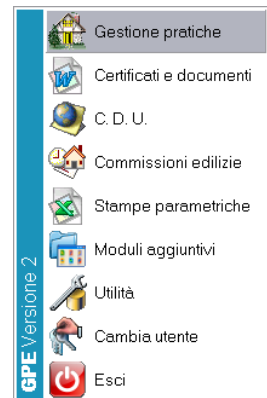 Gestione pratiche
Certificati e documenti
C. D. U.
Commissioni edilizie
Stampe parametriche
Moduli aggiuntivi
Utilità
Cambia utente
Esci
GPE Versione 2